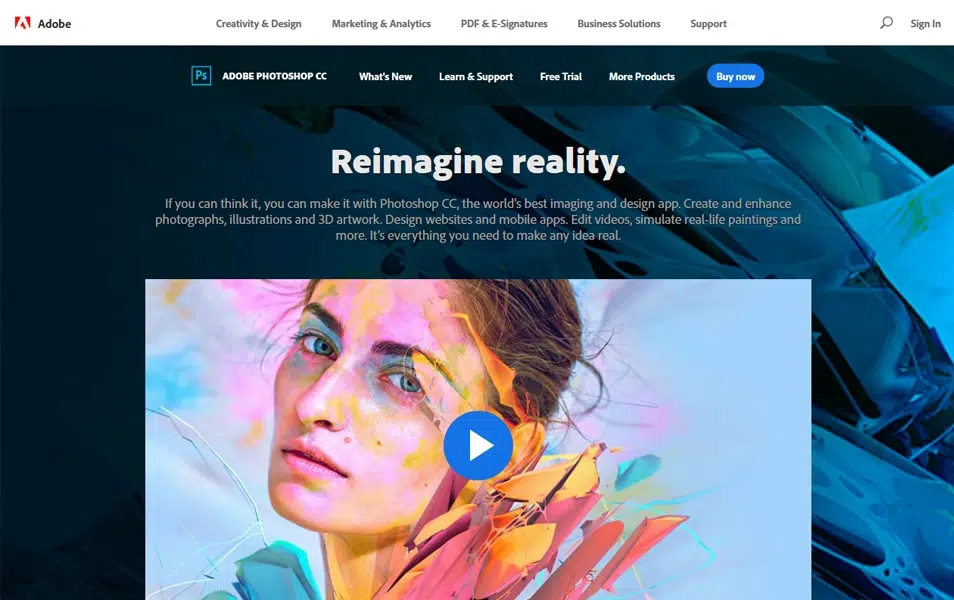 Adobe
Creativity & Design
Marketing & Analytics
PDF & E-Signatures
Business Solutions
Support
Sign In
Ps
ADOBE PHOTOSHOP CC
What's New
Learn & Support
Free Trial
More Products
Buy now
Reimagine reality.
If you can think it, you can make it with Photoshop CC, the world's best imaging and design app. Create and enhance
photographs, illustrations and 3D artwork. Design websites and mobile apps. Edit videos, simulate real-life paintings and
more. It's everything you need to make any idea real.